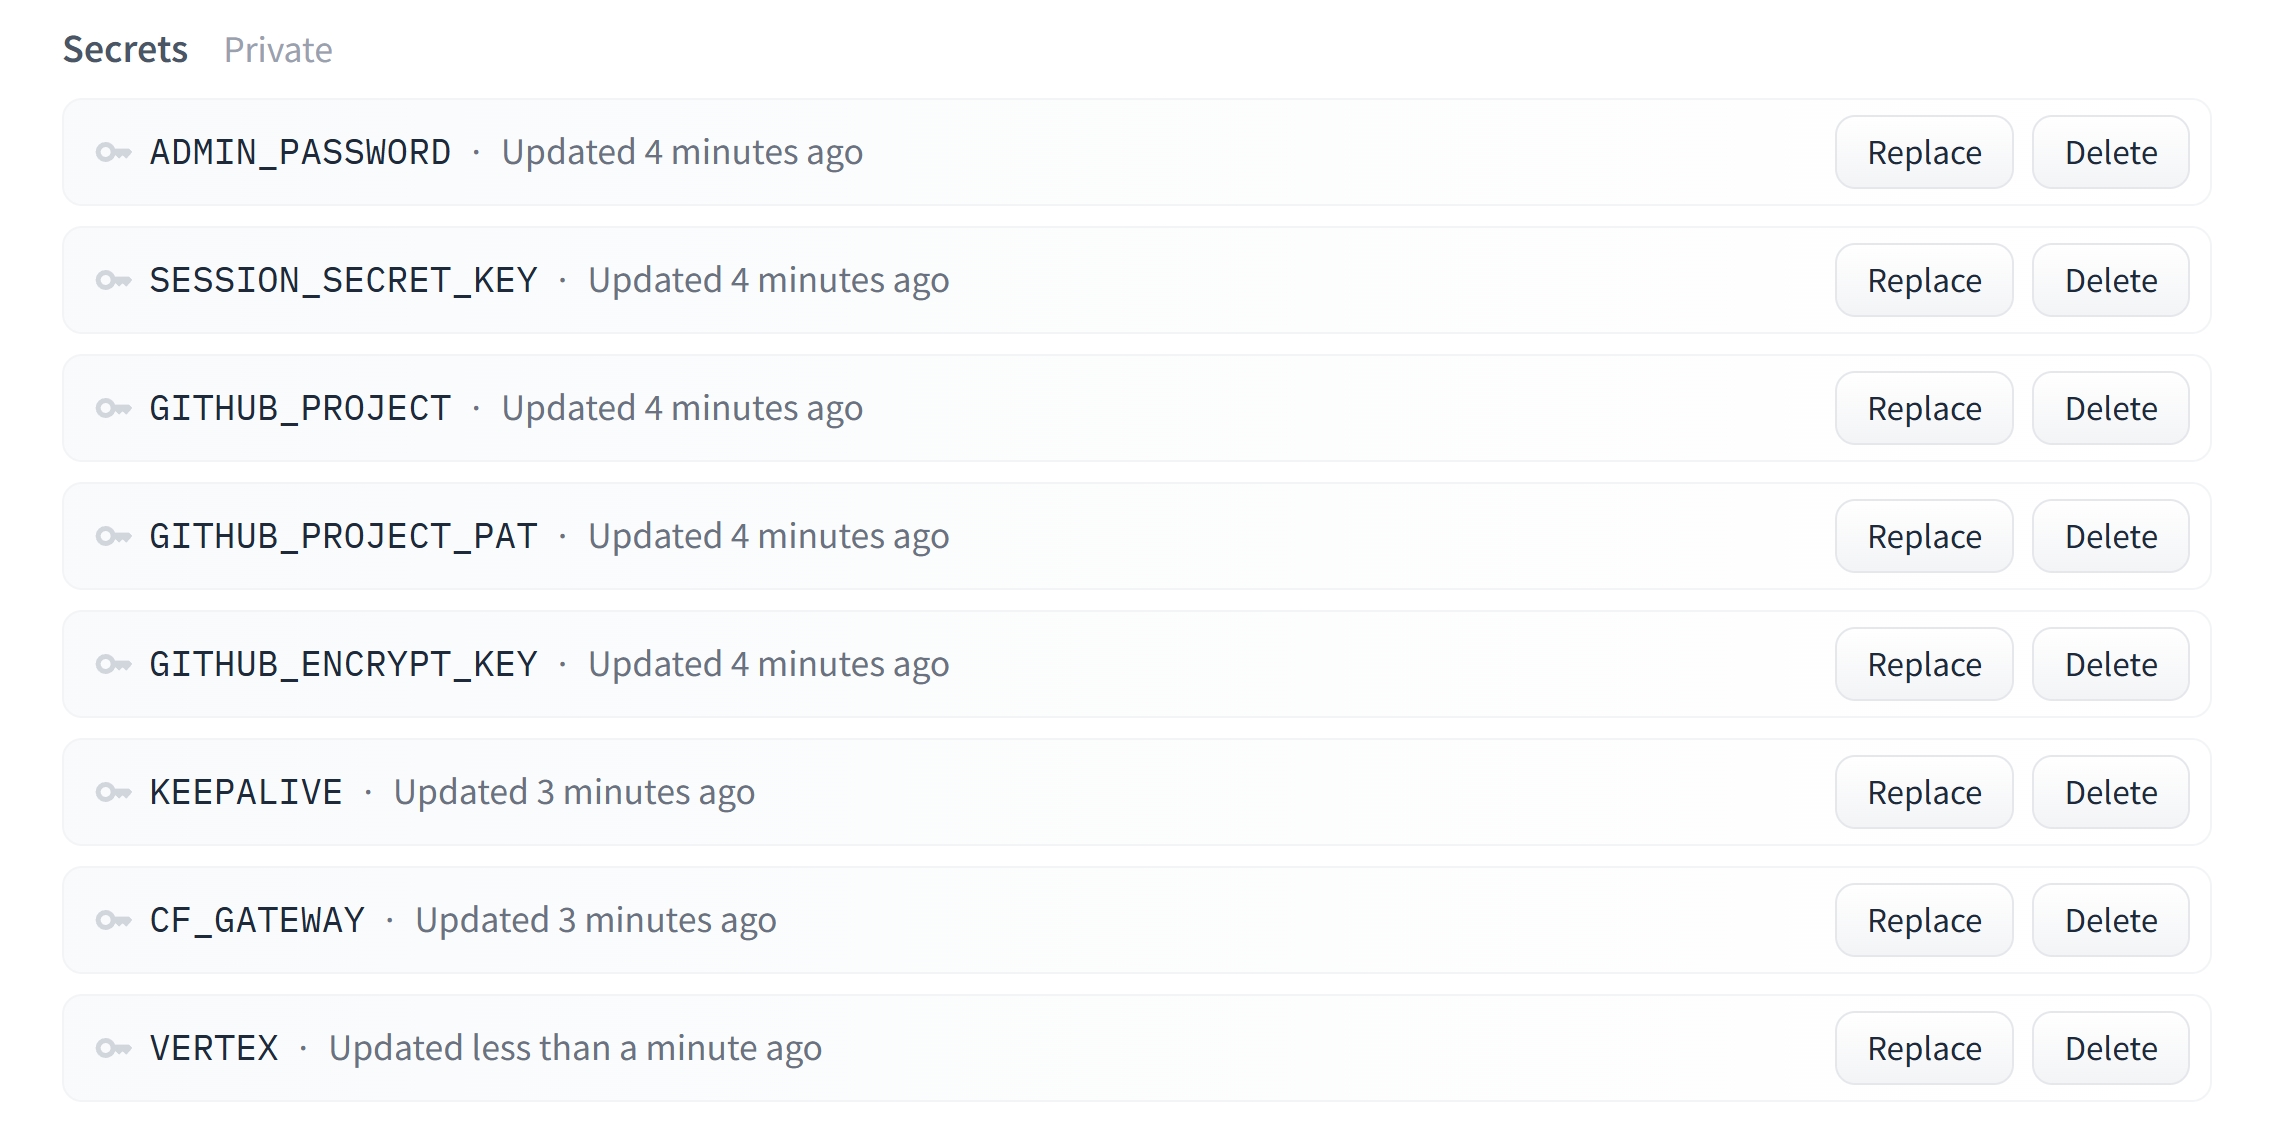 Secrets Private
ADMIN_PASSWORD · Updated 4 minutes ago Replace Delete
SESSION_SECRET_KEY · Updated 4 minutes ago Replace Delete
GITHUB_PROJECT · Updated 4 minutes ago Replace Delete
GITHUB_PROJECT_PAT · Updated 4 minutes ago Replace Delete
GITHUB_ENCRYPT_KEY · Updated 4 minutes ago Replace Delete
KEEPALIVE · Updated 3 minutes ago Replace Delete
CF_GATEWAY · Updated 3 minutes ago Replace Delete
VERTEX · Updated less than a minute ago Replace Delete